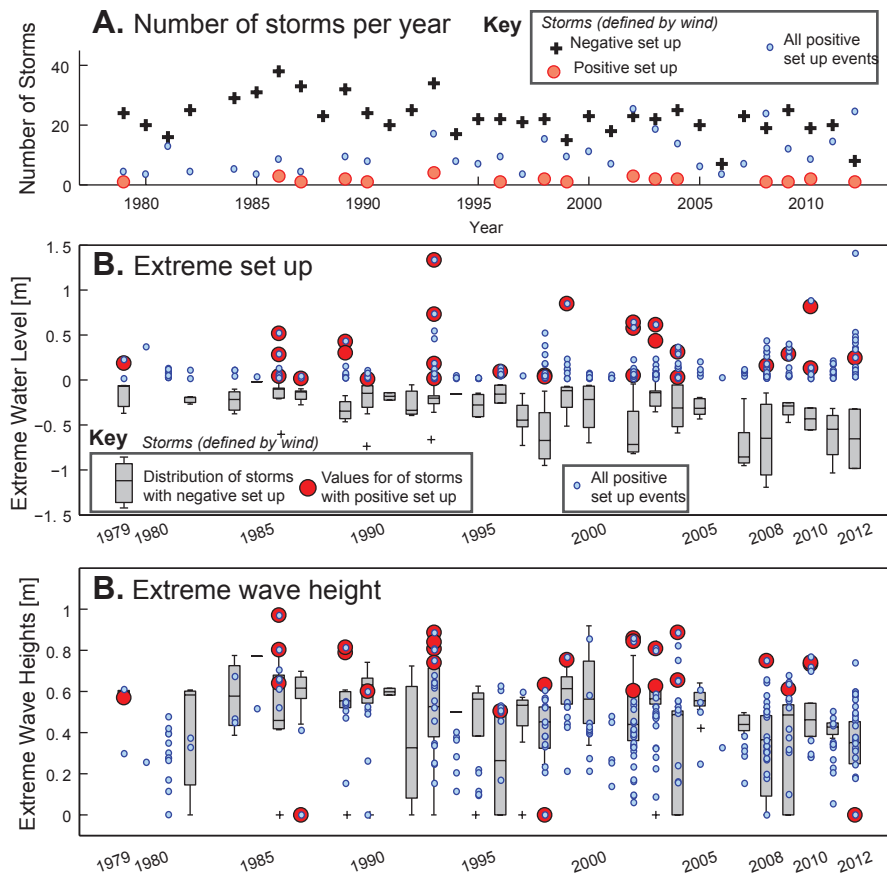 A. Number of storms per year
Key
Storms (defined by wind)
Negative set up
Positive set up
All positive
set up events
Number of Storms
40
20
0
1980
1985
1990
1995
2000
2005
2010
Year
B. Extreme set up
Extreme Water Level [m]
1.5
1
0.5
0
−0.5
−1
−1.5
Key
Storms (defined by wind)
Distribution of storms
with negative set up
Values for of storms
with positive set up
All positive
set up events
1979
1980
1985
1990
1995
2000
2005
2008
2010
2012
B. Extreme wave height
Extreme Wave Heights [m]
1
0.8
0.6
0.4
0.2
0
1979
1980
1985
1990
1995
2000
2005
2008
2010
2012